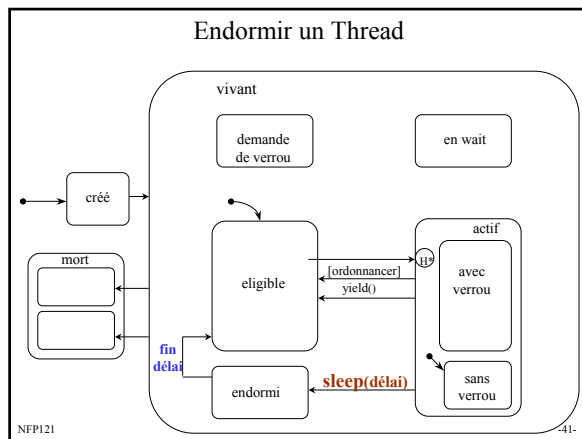 Endormir un Thread
vivant
demande
de verrou
en wait
créé
actif
mort
H*
eligible
[ordonnancer]
avec
verrou
yield()
fin
délai
sleep(délai)
endormi
sans
verrou
NFP121
-41-